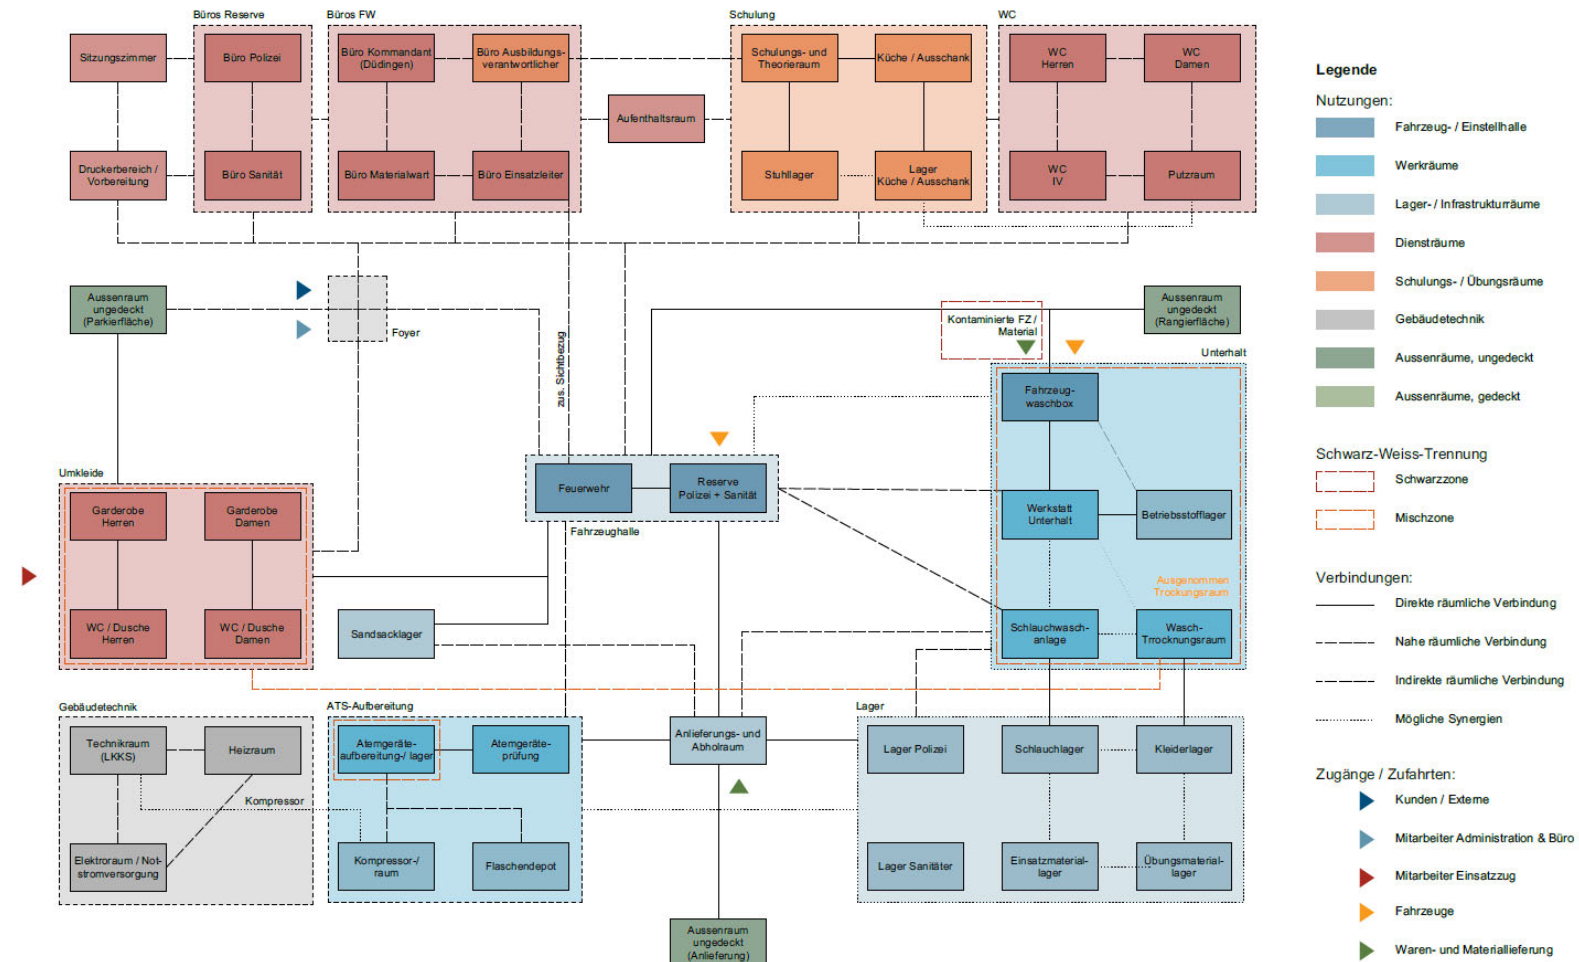 Büros Reserve
Büros FW
Schulung
WC
Sitzungszimmer
Büro Polizei
Büro Kommandant
(Düdingen)
Büro Ausbildungs-
verantwortlicher
Schulungs- und
Theorieraum
Küche / Ausschank
WC
Herren
WC
Damen
Aufenthaltsraum
Druckerbereich /
Vorbereitung
Büro Sanität
Büro Materialwart
Büro Einsatzleiter
Stuhllager
Lager
Küche / Ausschank
WC
IV
Putzraum
Aussenraum
ungedeckt
(Parkierfläche)
Foyer
zus. Sichtbezug
Kontaminierte FZ /
Material
Aussenraum
ungedeckt
(Rangierfläche)
Unterhalt
Fahrzeug-
waschbox
Umkleide
Garderobe
Herren
Garderobe
Damen
Feuerwehr
Reserve
Polizei + Sanität
Fahrzeughalle
Werkstatt
Unterhalt
Betriebsstofflager
Ausgenommen
Trockungsraum
WC / Dusche
Herren
WC / Dusche
Damen
Sandsacklager
Schlauchwasch-
anlage
Wasch-
Trrocknungsraum
Gebäudetechnik
ATS-Aufbereitung
Lager
Technikraum
(LKKS)
Heizraum
Atemgeräte-
aufbereitung-/ lager
Atemgeräte-
prüfung
Anlieferungs- und
Abholraum
Lager Polizei
Schlauchlager
Kleiderlager
Kompressor
Elektroraum / Not-
stromversorgung
Kompressor-/
raum
Flaschendepot
Lager Sanitäter
Einsatzmaterial-
lager
Übungsmaterial-
lager
Aussenraum
ungedeckt
(Anlieferung)
Legende
Nutzungen:
Fahrzeug- / Einstellhalle
Werkräume
Lager- / Infrastrukturräume
Diensträume
Schulungs- / Übungsräume
Gebäudetechnik
Aussenräume, ungedeckt
Aussenräume, gedeckt
Schwarz-Weiss-Trennung
Schwarzzone
Mischzone
Verbindungen:
Direkte räumliche Verbindung
Nahe räumliche Verbindung
Indirekte räumliche Verbindung
Mögliche Synergien
Zugänge / Zufahrten:
Kunden / Externe
Mitarbeiter Administration & Büro
Mitarbeiter Einsatzzug
Fahrzeuge
Waren- und Materiallieferung